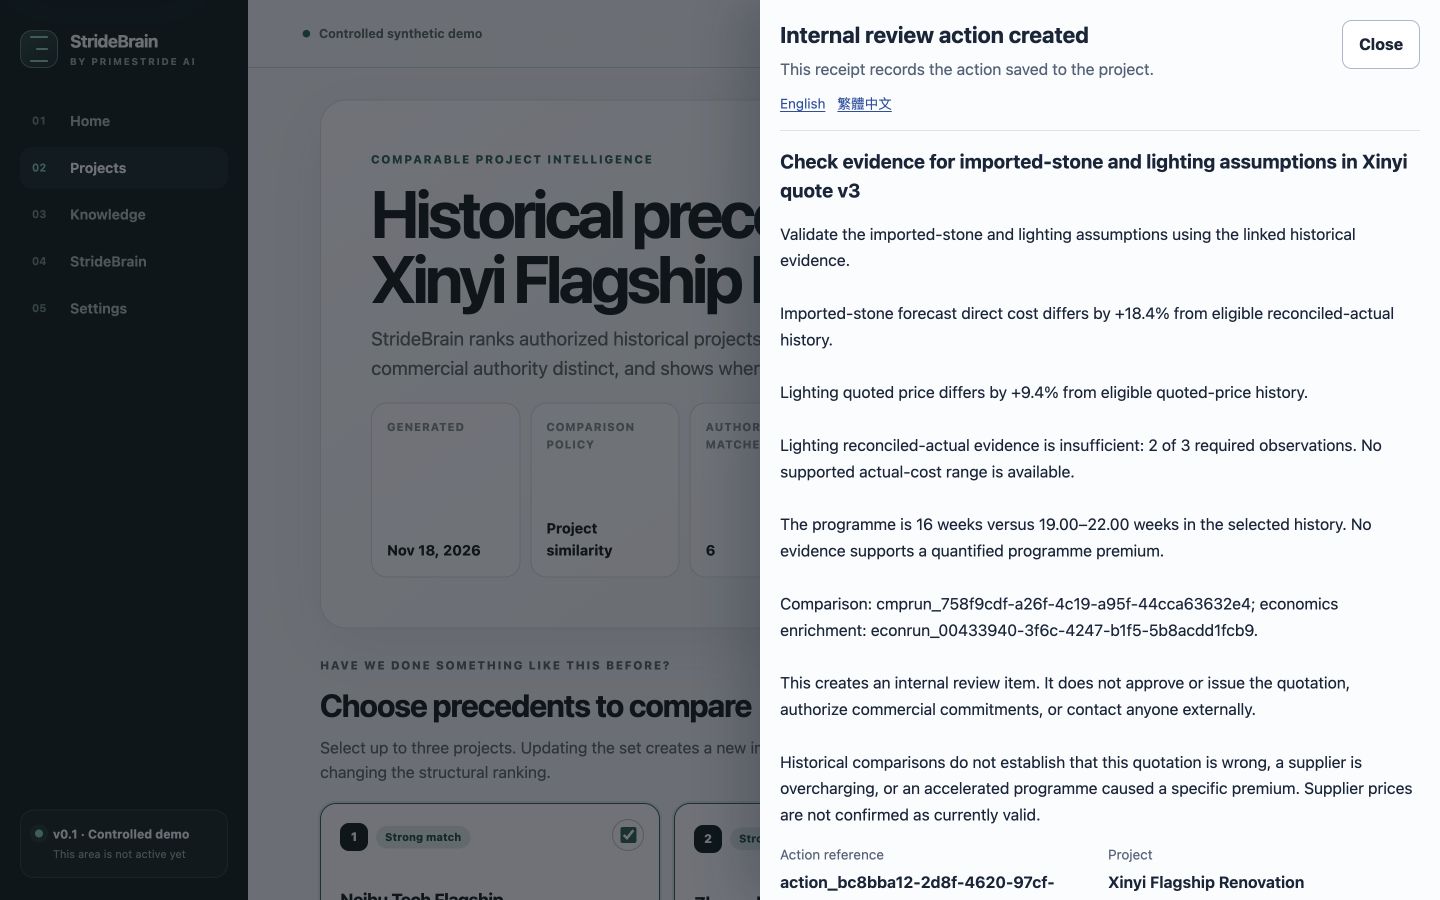 StrideBrain
BY PRIMESTRIDE AI
01 Home
02 Projects
03 Knowledge
04 StrideBrain
05 Settings
v0.1 · Controlled demo
This area is not active yet
Controlled synthetic demo
COMPARABLE PROJECT INTELLIGENCE
Historical
Xinyi Flagship
StrideBrain ranks authorized historical projects
commercial authority distinct, and shows
GENERATED
Nov 18, 2026
COMPARISON
POLICY
Project
similarity
6
HAVE WE DONE SOMETHING LIKE THIS BEFORE?
Choose precedents to compare
Select up to three projects. Updating the set creates a new
changing the structural ranking.
1 Strong match
2
Internal review action created
Close
This receipt records the action saved to the project.
English 繁體中文
Check evidence for imported-stone and lighting assumptions in Xinyi
quote v3
Validate the imported-stone and lighting assumptions using the linked historical
evidence.
Imported-stone forecast direct cost differs by +18.4% from eligible reconciled-actual
history.
Lighting quoted price differs by +9.4% from eligible quoted-price history.
Lighting reconciled-actual evidence is insufficient: 2 of 3 required observations. No
supported actual-cost range is available.
The programme is 16 weeks versus 19.00–22.00 weeks in the selected history. No
evidence supports a quantified programme premium.
Comparison: cmprun_758f9cdf-a26f-4c19-a95f-44cca63632e4; economics
enrichment: econrun_00433940-3f6c-4247-b1f5-5b8acdd1fcb9.
This creates an internal review item. It does not approve or issue the quotation,
authorize commercial commitments, or contact anyone externally.
Historical comparisons do not establish that this quotation is wrong, a supplier is
overcharging, or an accelerated programme caused a specific premium. Supplier prices
are not confirmed as currently valid.
Action reference
action_bc8bba12-2d8f-4620-97cf-
Project
Xinyi Flagship Renovation